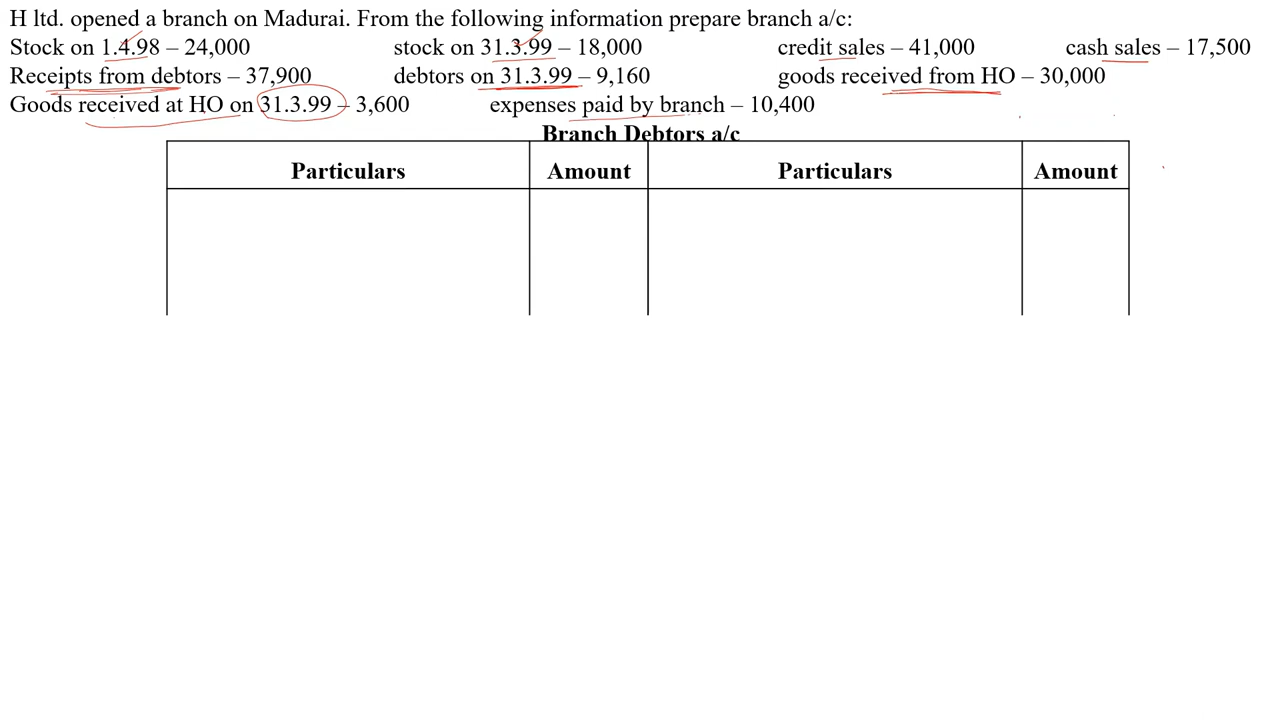 H ltd. opened a branch on Madurai. From the following information prepare branch a/c:
Stock on 1.4.98 – 24,000 stock on 31.3.99 – 18,000 credit sales – 41,000 cash sales – 17,500
Receipts from debtors – 37,900 debtors on 31.3.99 – 9,160 goods received from HO – 30,000
Goods received at HO on 31.3.99 – 3,600 expenses paid by branch – 10,400
Branch Debtors a/c
Particulars Amount Particulars Amount